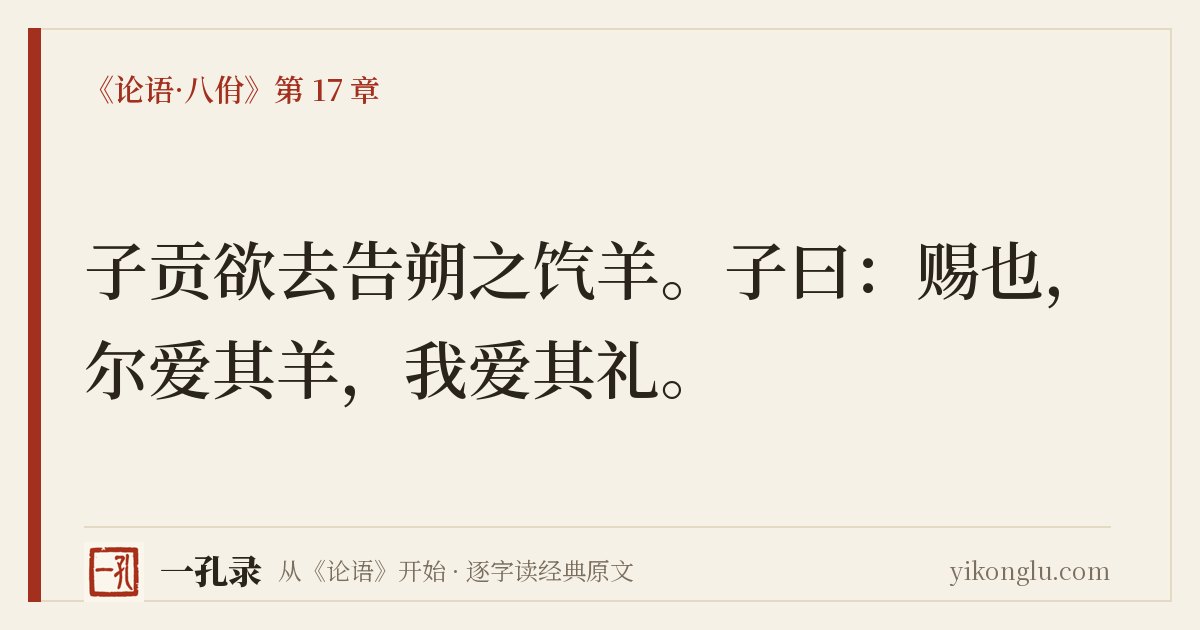 《论语·八佾》第 17 章
子贡欲去告朔之饩羊。子曰：赐也，
尔爱其羊，我爱其礼。
一孔
一孔录 从《论语》开始 · 逐字读经典原文 yikonglu.com